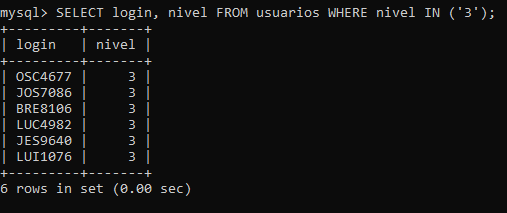 mysql> SELECT login, nivel FROM usuarios WHERE nivel IN ('3');
+---------+-------+
| login   | nivel |
+---------+-------+
| OSC4677 |     3 |
| JOS7086 |     3 |
| BRE8106 |     3 |
| LUC4982 |     3 |
| JES9640 |     3 |
| LUI1076 |     3 |
+---------+-------+
6 rows in set (0.00 sec)